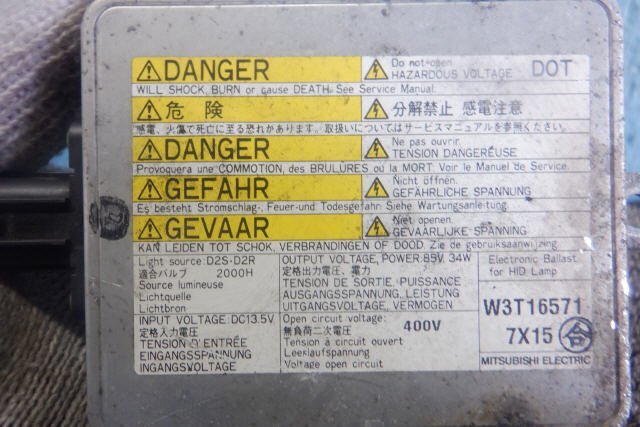 DANGER
Do not open.
HAZARDOUS VOLTAGE
DOT
WILL SHOCK, BURN or cause DEATH. See Service Manual.
危 険
分解禁止 感電注意
感電、火傷で死亡に至る恐れがあります。取扱いについてはサービスマニュアルを参照ください。
DANGER
Ne pas ouvrir.
TENSION DANGEREUSE
Provoquera une COMMOTION, des BRULURES ou la MORT. Voir le Manuel de Service.
GEFAHR
Nicht öffnen.
GEFÄHRLICHE SPANNUNG
Es besteht Stromschlag-, Feuer-und Todesgefahr. Siehe Wartungsanleitung.
GEVAAR
Niet openen.
GEVAARLIJKE SPANNING
KAN LEIDEN TOT SCHOK, VERBRANDINGEN OF DOOD. Zie de gebruiksaanwijzing.
Light source:D2S·D2R
適合バルブ 2000H
Source lumineuse
Lichtquelle
Lichtbron
OUTPUT VOLTAGE, POWER:85V 34W
定格出力電圧、電力
TENSION DE SORTIE, PUISSANCE
AUSGANGSSPANNUNG, LEISTUNG
UITGANGSVOLTAGE, VERMOGEN
Electronic Ballast
for HID Lamp
W3T16571
7X15 合
MITSUBISHI ELECTRIC
INPUT VOLTAGE:DC13.5V
定格入力電圧
TENSION D'ENTRÉE
EINGANGSSPANNUNG
INGANGSVOLTAGE
Open circuit voltage:
無負荷二次電圧 400V
Tension à circuit ouvert
Leerlaufspannung
Voltage open circuit